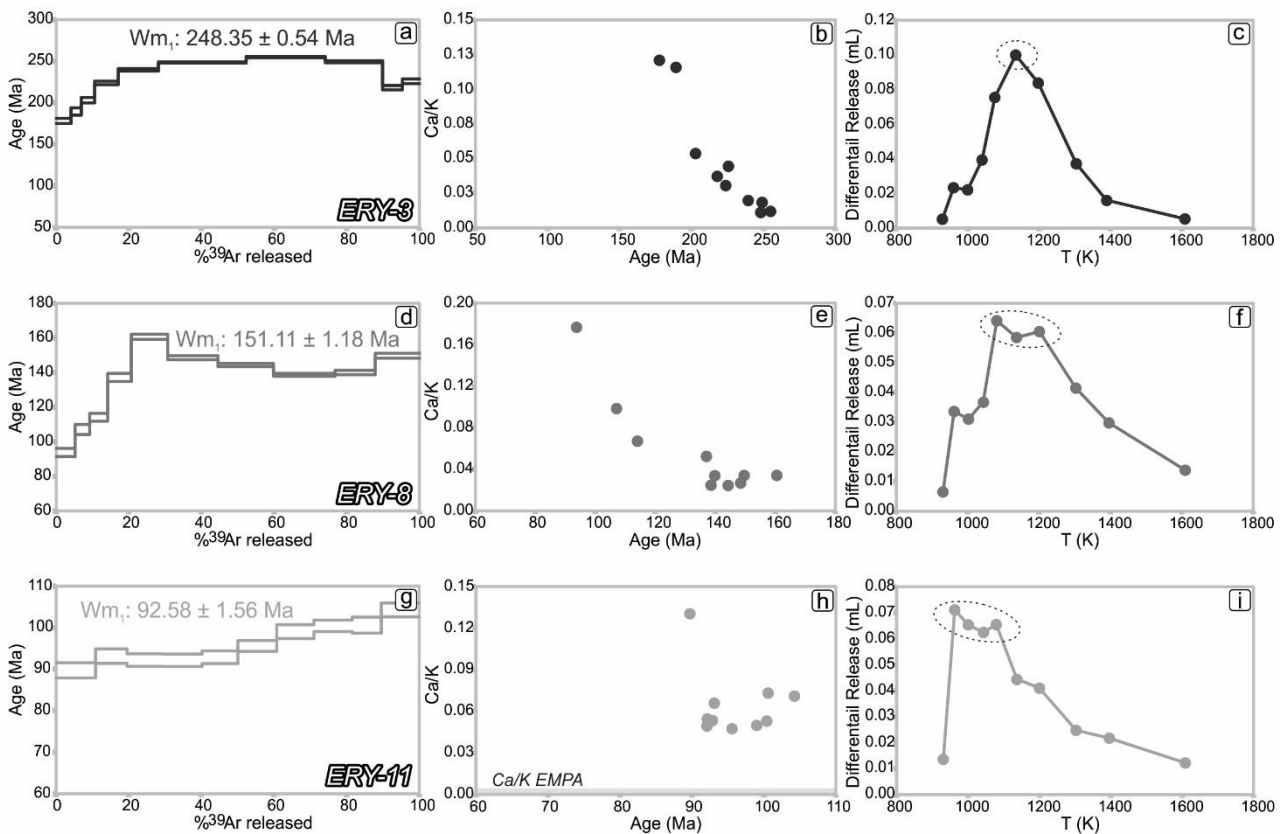 a
Wm₁: 248.35 ± 0.54 Ma
300
250
200
150
100
50
Age (Ma)
ERY-3
0 20 40 60 80 100
%³⁹Ar released
b
0.15
0.13
0.10
0.08
0.05
0.03
0.00
Ca/K
50 100 150 200 250 300
Age (Ma)
c
0.12
0.10
0.08
0.06
0.04
0.02
0.00
Differentail Release (mL)
800 1000 1200 1400 1600 1800
T (K)
d
Wm₁: 151.11 ± 1.18 Ma
180
160
140
120
100
80
60
Age (Ma)
ERY-8
0 20 40 60 80 100
%³⁹Ar released
e
0.20
0.16
0.12
0.08
0.04
0.00
Ca/K
60 80 100 120 140 160 180
Age (Ma)
f
0.07
0.06
0.05
0.04
0.03
0.02
0.01
0.00
Differentail Release (mL)
800 1000 1200 1400 1600 1800
T (K)
g
Wm₁: 92.58 ± 1.56 Ma
110
100
90
80
70
60
Age (Ma)
ERY-11
0 20 40 60 80 100
%³⁹Ar released
h
0.15
0.12
0.09
0.06
0.03
0.00
Ca/K
Ca/K EMPA
60 70 80 90 100 110
Age (Ma)
i
0.08
0.07
0.06
0.05
0.04
0.03
0.02
0.01
0.00
Differentail Release (mL)
800 1000 1200 1400 1600 1800
T (K)